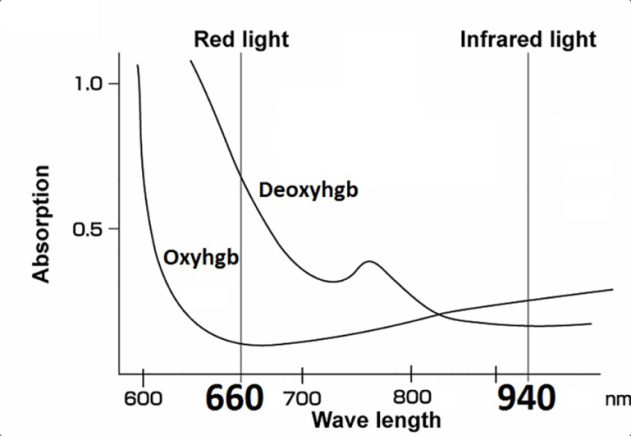 Red light
Infrared light
1.0
Deoxyhgb
0.5
Oxyhgb
Absorption
600
660
700
800
940
nm
Wave length